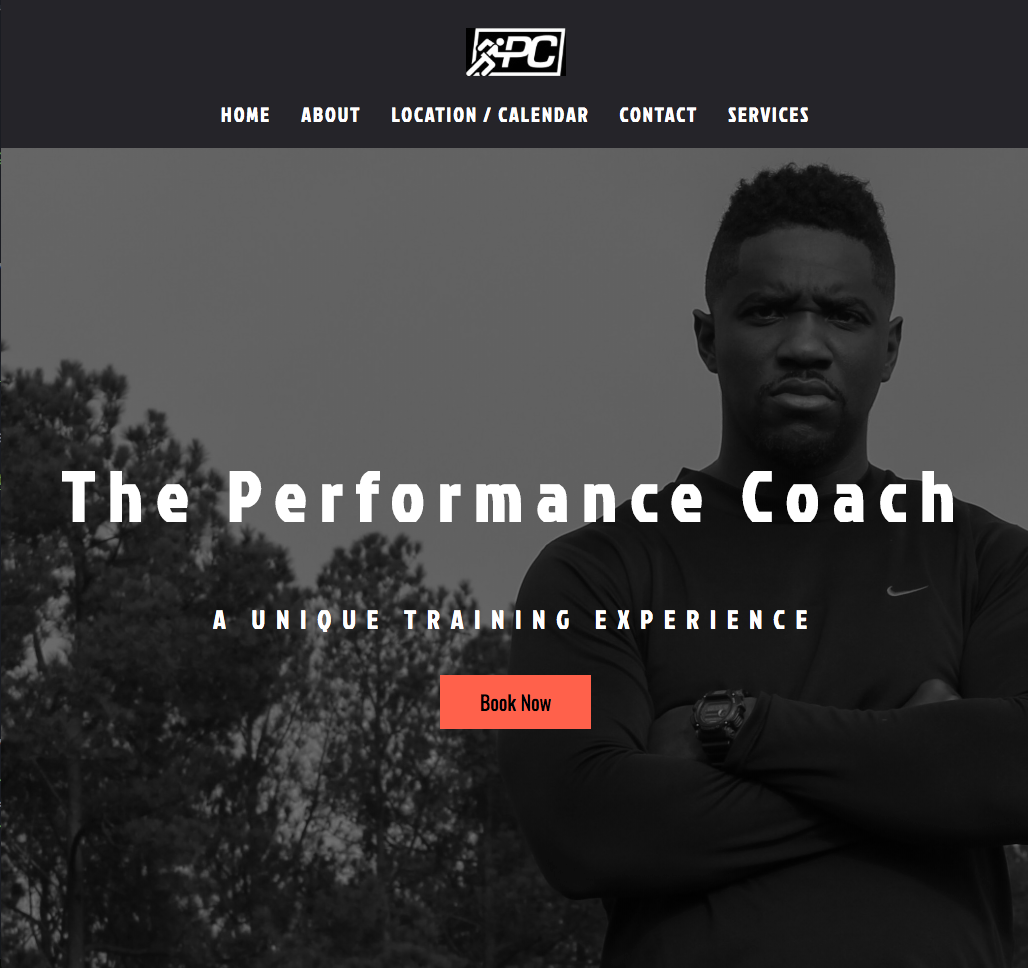 PC
HOME ABOUT LOCATION / CALENDAR CONTACT SERVICES
The Performance Coach
A UNIQUE TRAINING EXPERIENCE
Book Now